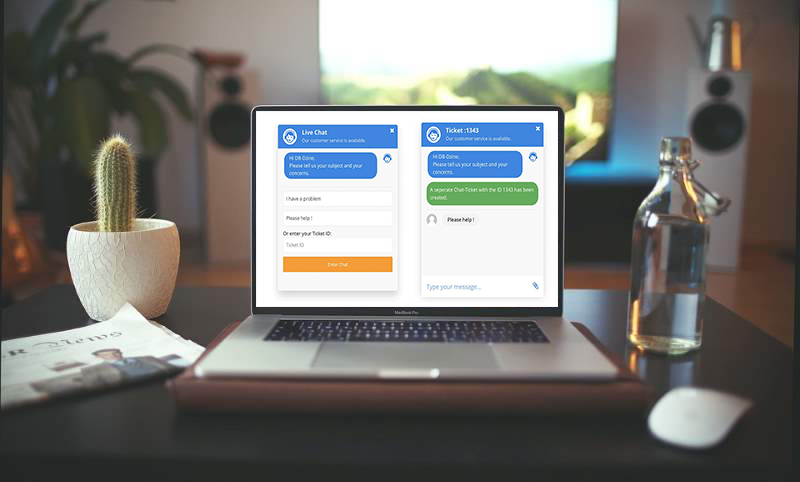 Live Chat
Our customer service is available.
Hi DB-Dzine,
Please tell us your subject and your
concerns.
I have a problem
Please help !
Or enter your Ticket ID:
Ticket ID
Enter Chat
Ticket :1343
Our customer service is available.
Hi DB-Dzine,
Please tell us your subject and your
concerns.
A seperate Chat-Ticket with the ID 1343 has been
created.
Please help !
Type your message...
MacBook Pro
News